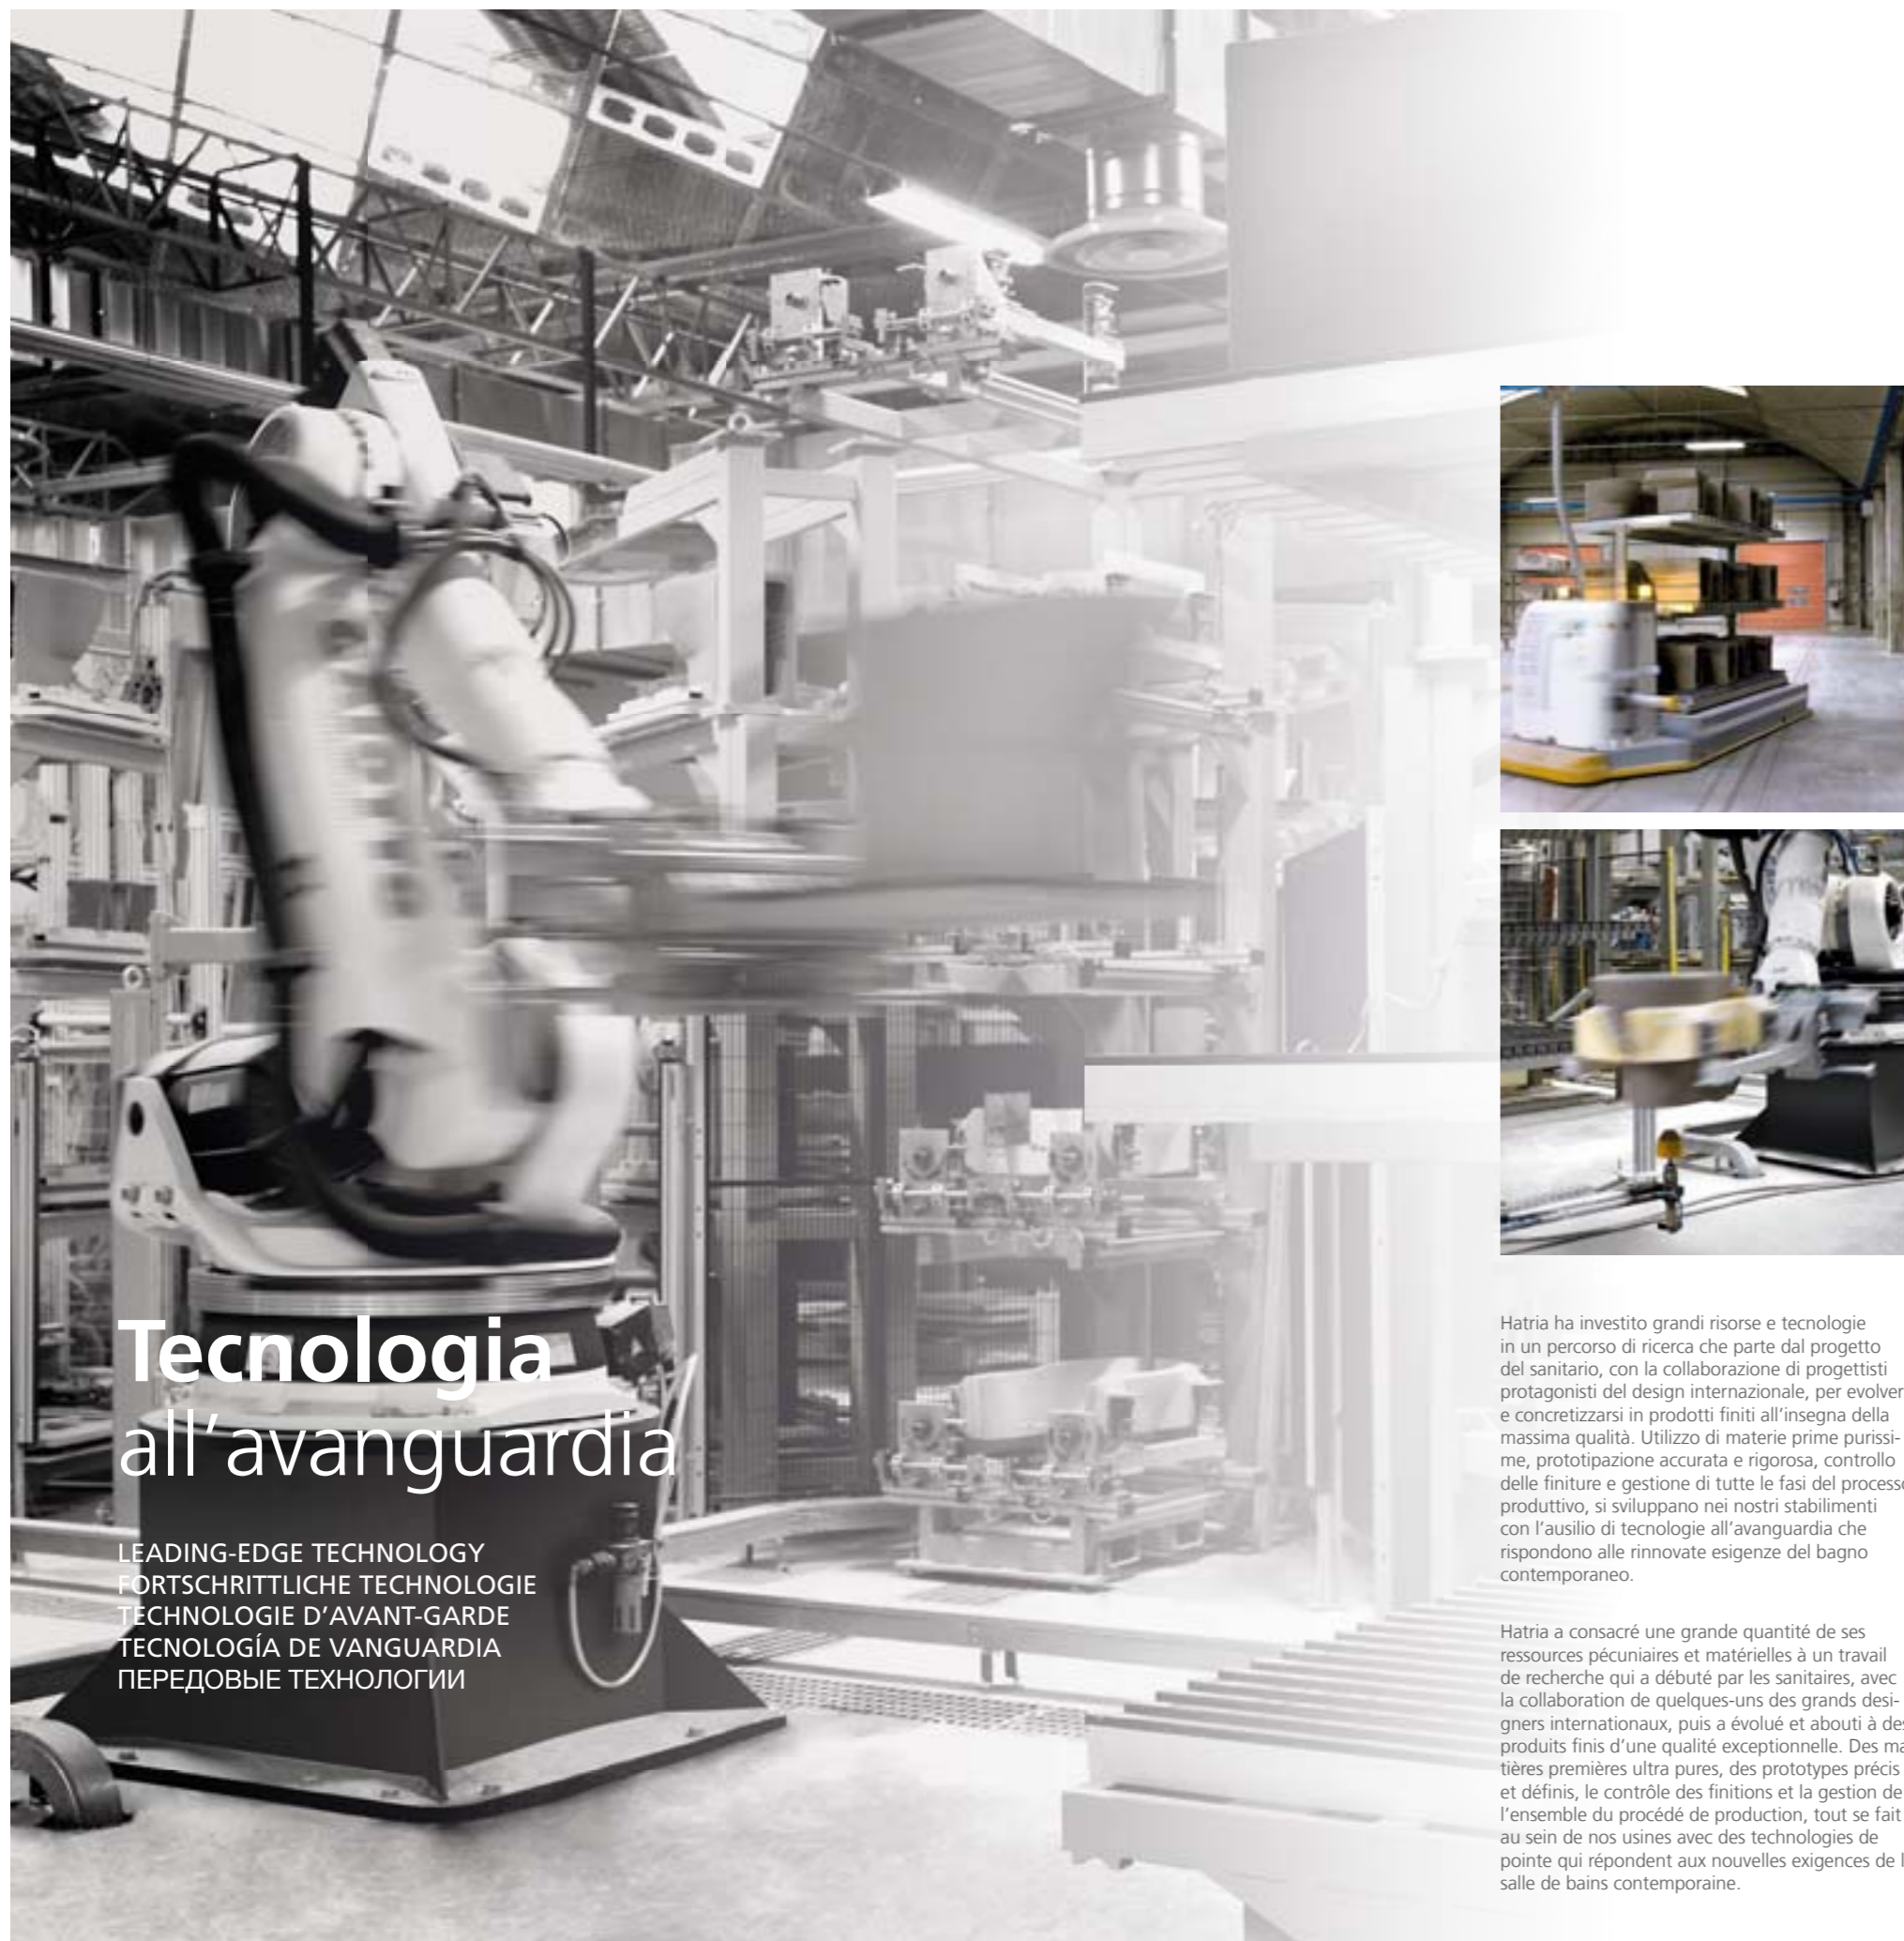 Tecnologia
all'avanguardia
LEADING-EDGE TECHNOLOGY
FORTSCHRITTLICHE TECHNOLOGIE
TECHNOLOGIE D'AVANT-GARDE
TECNOLOGÍA DE VANGUARDIA
ПЕРЕДОВЫЕ ТЕХНОЛОГИИ
Hatria ha investito grandi risorse e tecnologie
in un percorso di ricerca che parte dal progetto
del sanitario, con la collaborazione di progettisti
protagonisti del design internazionale, per evolver
e concretizzarsi in prodotti finiti all'insegna della
massima qualità. Utilizzo di materie prime purissi-
me, prototipazione accurata e rigorosa, controllo
delle finiture e gestione di tutte le fasi del processo
produttivo, si sviluppano nei nostri stabilimenti
con l'ausilio di tecnologie all'avanguardia che
rispondono alle rinnovate esigenze del bagno
contemporaneo.
Hatria a consacré une grande quantité de ses
ressources pécuniaires et matérielles à un travail
de recherche qui a débuté par les sanitaires, avec
la collaboration de quelques-uns des grands desi-
gners internationaux, puis a évolué et abouti à des
produits finis d'une qualité exceptionnelle. Des ma
tières premières ultra pures, des prototypes précis
et définis, le contrôle des finitions et la gestion de
l'ensemble du procédé de production, tout se fait
au sein de nos usines avec des technologies de
pointe qui répondent aux nouvelles exigences de l
salle de bains contemporaine.